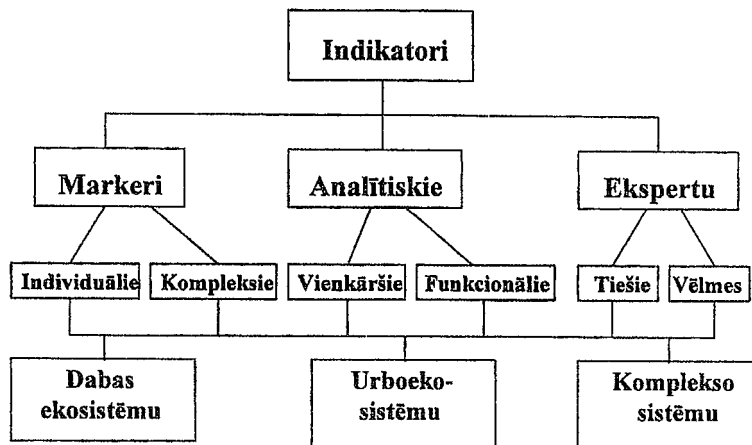 Indikatori
Markeri
Analītiskie
Ekspertu
Individuālie
Kompleksie
Vienkāršie
Funkcionālie
Tiešie
Vēlmes
Dabas
ekosistēmu
Urboeko-
sistēmu
Komplekso
sistēmu